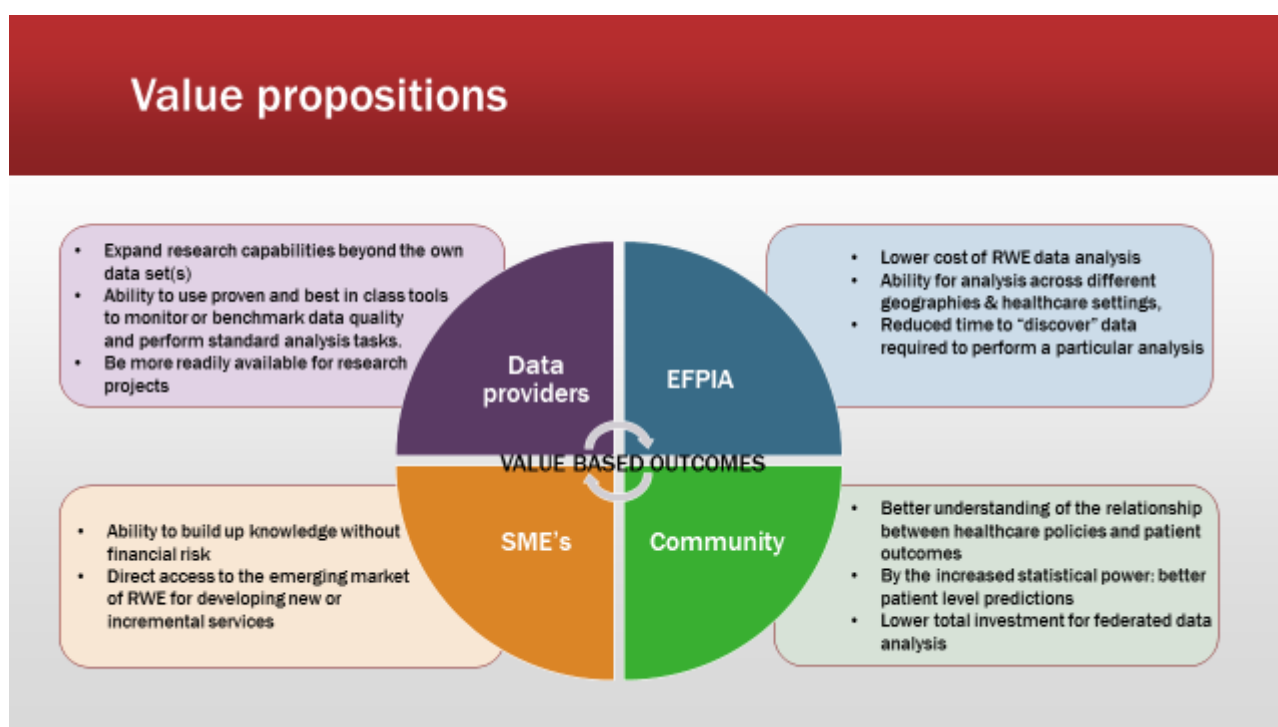 Value propositions
• Expand research capabilities beyond the own
data set(s)
• Ability to use proven and best in class tools
to monitor or benchmark data quality
and perform standard analysis tasks.
• Be more readily available for research
projects
• Lower cost of RWE data analysis
• Ability for analysis across different
geographies & healthcare settings,
• Reduced time to “discover” data
required to perform a particular analysis
Data
providers
EFPIA
VALUE BASED OUTCOMES
SME's
Community
• Ability to build up knowledge without
financial risk
• Direct access to the emerging market
of RWE for developing new or
incremental services
• Better understanding of the relationship
between healthcare policies and patient
outcomes
• By the increased statistical power: better
patient level predictions
• Lower total investment for federated data
analysis